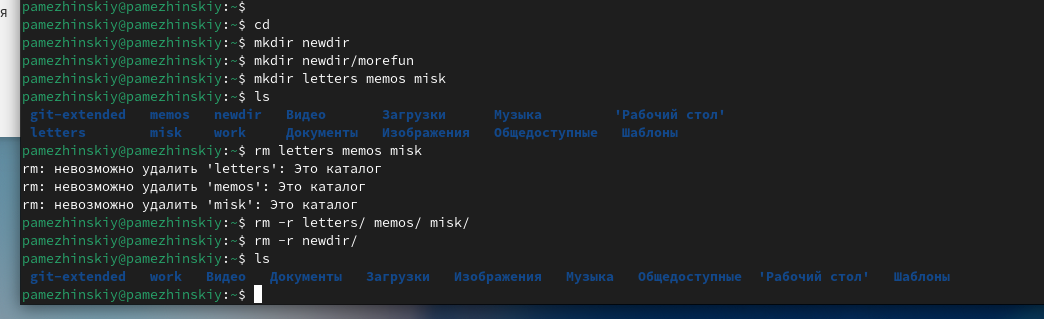 я
pamezhinskiy@pamezhinskiy:~$
pamezhinskiy@pamezhinskiy:~$ cd
pamezhinskiy@pamezhinskiy:~$ mkdir newdir
pamezhinskiy@pamezhinskiy:~$ mkdir newdir/morefun
pamezhinskiy@pamezhinskiy:~$ mkdir letters memos misk
pamezhinskiy@pamezhinskiy:~$ ls
git-extended memos newdir Видео Загрузки Музыка 'Рабочий стол'
letters misk work Документы Изображения Общедоступные Шаблоны
pamezhinskiy@pamezhinskiy:~$ rm letters memos misk
rm: невозможно удалить 'letters': Это каталог
rm: невозможно удалить 'memos': Это каталог
rm: невозможно удалить 'misk': Это каталог
pamezhinskiy@pamezhinskiy:~$ rm -r letters/ memos/ misk/
pamezhinskiy@pamezhinskiy:~$ rm -r newdir/
pamezhinskiy@pamezhinskiy:~$ ls
git-extended work Видео Документы Загрузки Изображения Музыка Общедоступные 'Рабочий стол' Шаблоны
pamezhinskiy@pamezhinskiy:~$